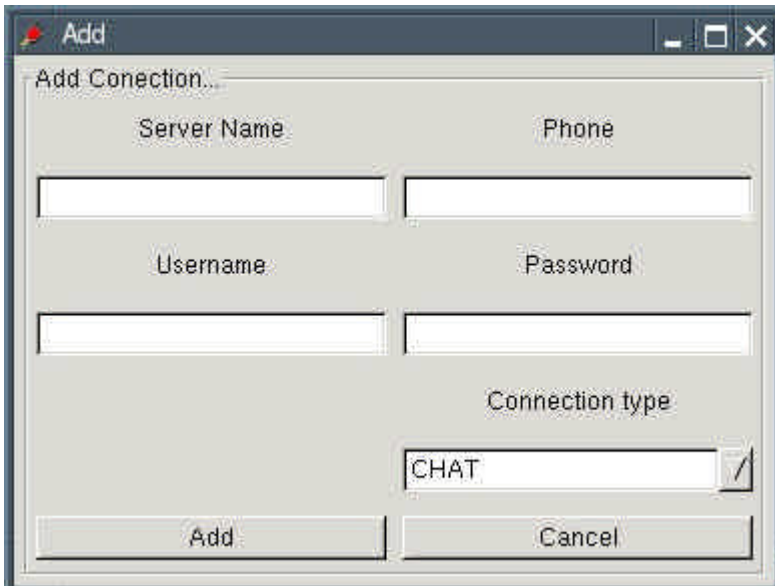 Add
Add Conection...
Server Name Phone
Username Password
Connection type
CHAT
Add Cancel